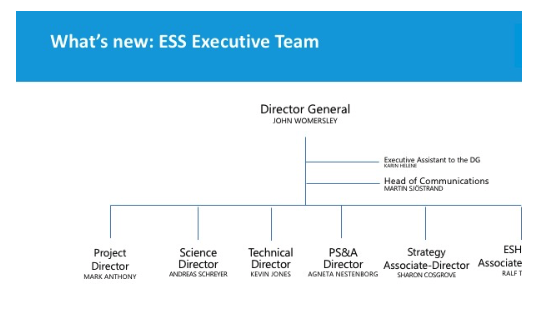 What's new: ESS Executive Team
Director General
JOHN WOMERSLEY
Executive Assistant to the DG
KARIN HELENE
Head of Communications
MARTIN SJÖSTRAND
Project
Director
MARK ANTHONY
Science
Director
ANDREAS SCHREYER
Technical
Director
KEVIN JONES
PS&A
Director
AGNETA NESTENBORG
Strategy
Associate-Director
SHARON COSGROVE
ESH
Associate
RALF T